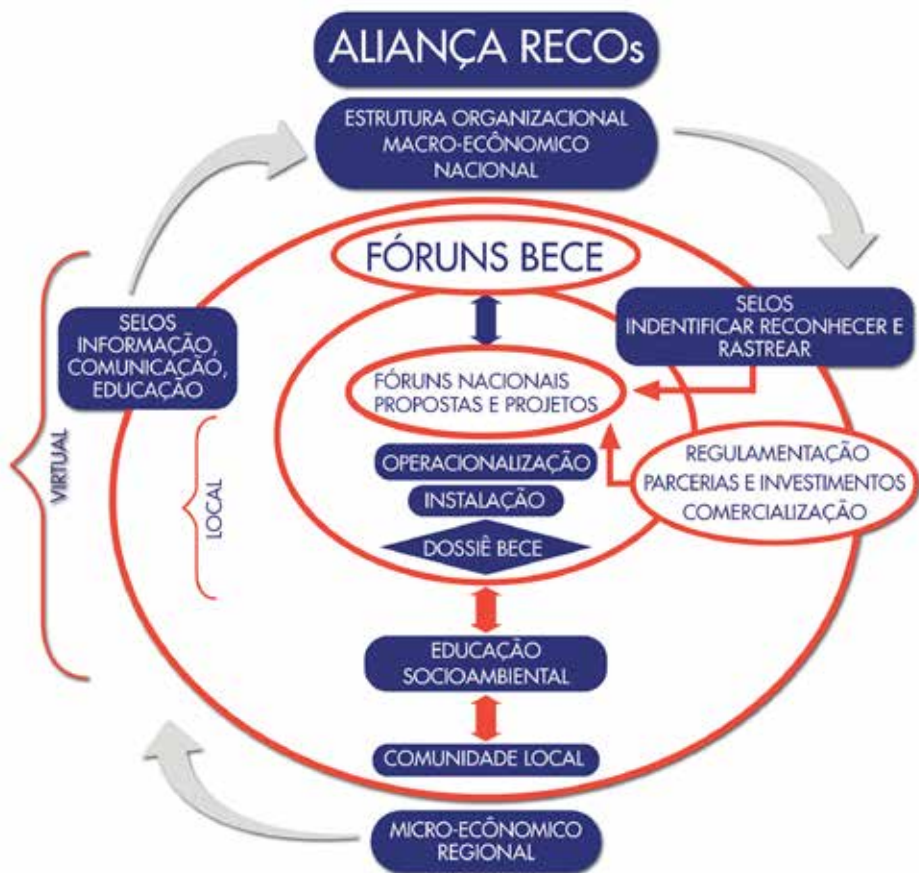 ALIANÇA RECOs
ESTRUTURA ORGANIZACIONAL
MACRO-ECÔNOMICO
NACIONAL
FÓRUNS BECE
SELOS
INFORMAÇÃO,
COMUNICAÇÃO,
EDUCAÇÃO
SELOS
INDENTIFICAR RECONHECER E
RASTREAR
FÓRUNS NACIONAIS
PROPOSTAS E PROJETOS
OPERACIONALIZAÇÃO
INSTALAÇÃO
DOSSIÊ BECE
REGULAMENTAÇÃO
PARCERIAS E INVESTIMENTOS
COMERCIALIZAÇÃO
VIRTUAL
LOCAL
EDUCAÇÃO
SOCIOAMBIENTAL
COMUNIDADE LOCAL
MICRO-ECÔNOMICO
REGIONAL